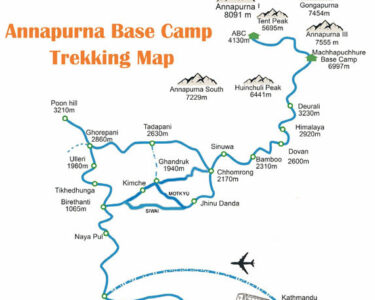 Annapurna Base Camp
Trekking Map
Annapurna I
8091 m
Gongapurna
7454m
Tent Peak
5695m
ABC
4130m
Annapurna III
7555 m
Machhapuchhre
Base Camp
6997m
Annapurna South
7229m
Huinchuli Peak
6441m
Poon hill
3210m
Deurali
3230m
Himalaya
2920m
Tadapani
2630m
Ghorepani
2860m
Dovan
2600m
Sinuwa
Bamboo
2310m
Ghandruk
1940m
Ulleri
1960m
Chhomrong
2170m
Kimche
Tikhedhunga
MOTKYU
Birethanti
1065m
SIWAI
Jhinu Danda
Naya Pul
Kathmandu